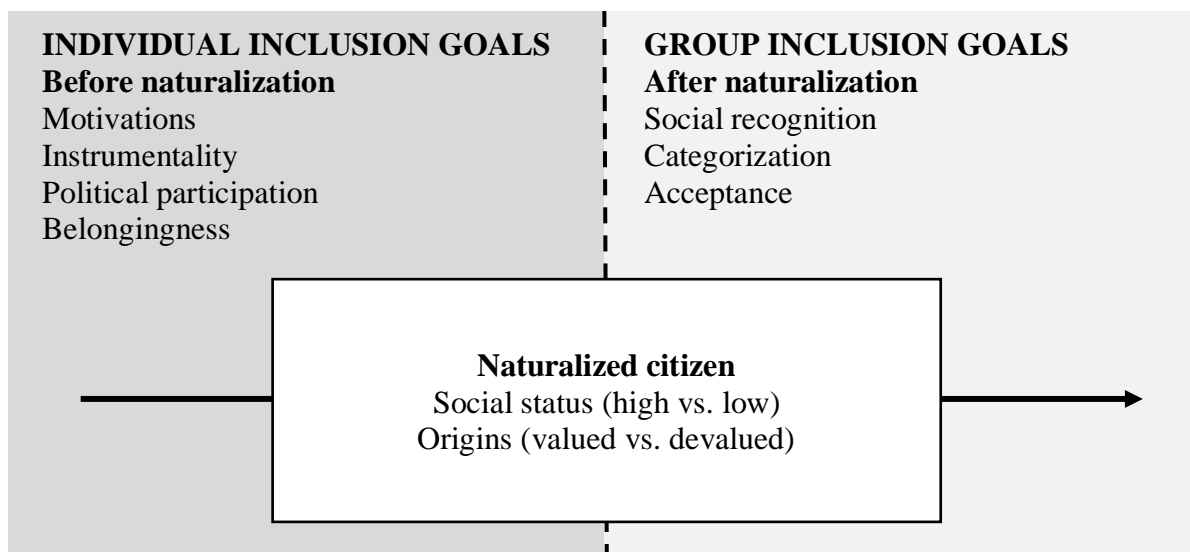 INDIVIDUAL INCLUSION GOALS
Before naturalization
Motivations
Instrumentality
Political participation
Belongingness
GROUP INCLUSION GOALS
After naturalization
Social recognition
Categorization
Acceptance
Naturalized citizen
Social status (high vs. low)
Origins (valued vs. devalued)